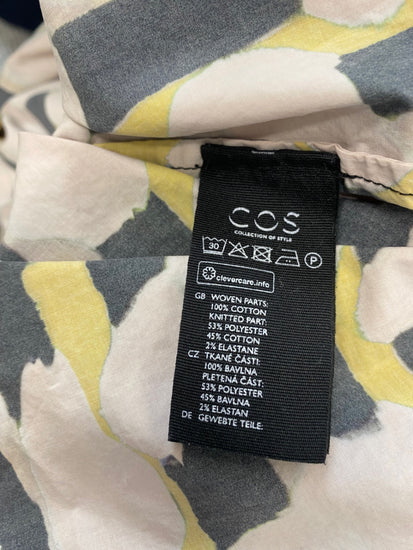 COS
COLLECTION OF STYLE
30 P
clevercare.info
GB WOVEN PARTS:
100% COTTON
KNITTED PART:
53% POLYESTER
45% COTTON
2% ELASTANE
CZ TKANÉ ČÁSTI:
100% BAVLNA
PLETENÁ ČÁST:
53% POLYESTER
45% BAVLNA
2% ELASTAN
DE GEWEBTE TEILE: